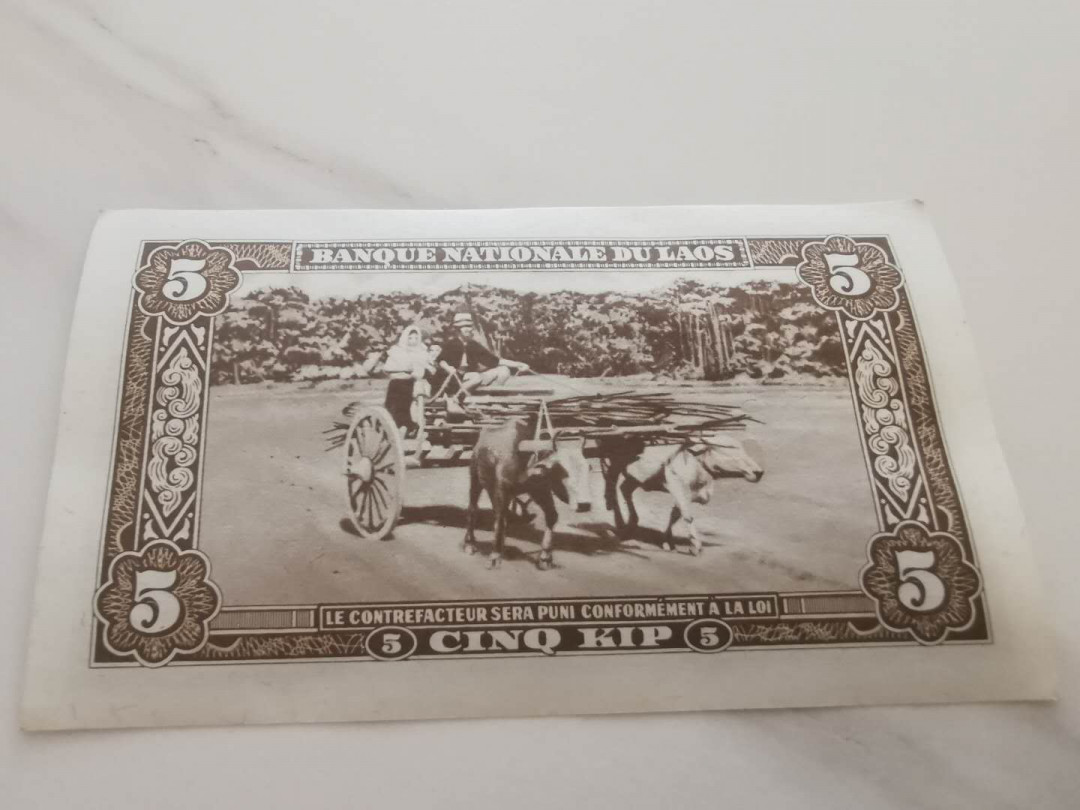 5 BANQUE NATIONALE DU LAOS 5
5 LE CONTREFACTEUR SERA PUNI CONFORMÉMENT À LA LOI 5
5 CINQ KIP 5